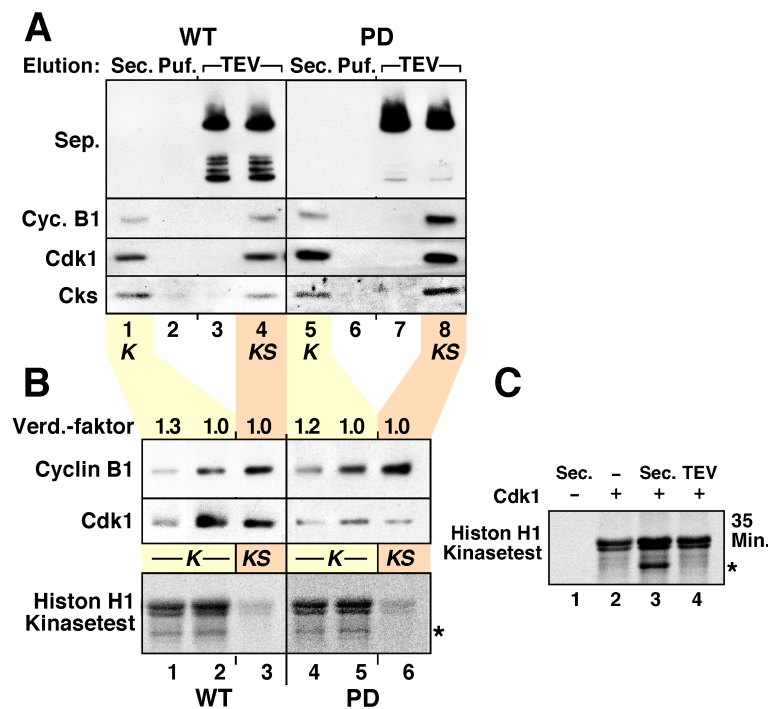 A
WT PD
Elution: Sec. Puf. TEV Sec. Puf. TEV
Sep.
Cyc. B1
Cdk1
Cks
1 2 3 4 5 6 7 8
K KS K KS
B
Verd.-faktor 1.3 1.0 1.0 1.2 1.0 1.0
Cyclin B1
Cdk1
K KS K KS
Histon H1
Kinasetest
*
1 2 3 4 5 6
WT PD
C
Sec. – Sec. TEV
Cdk1 – + + +
35
Min.
Histon H1
Kinasetest
*
1 2 3 4